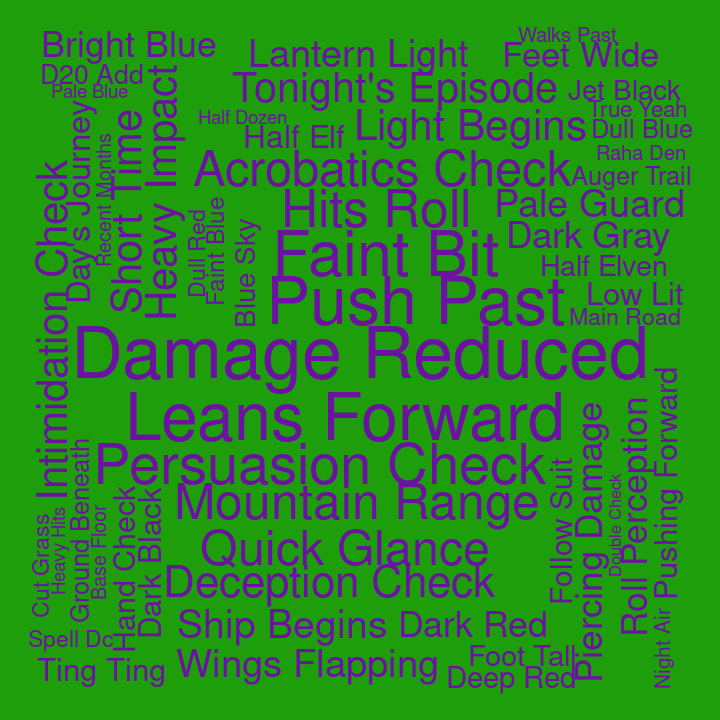 Walks Past
Bright Blue
Lantern Light
Feet Wide
D20 Add
Pale Blue
Tonight's Episode
Jet Black
True Yeah
Half Dozen
Half Elf
Light Begins
Dull Blue
Raha Den
Acrobatics Check
Auger Trail
Hits Roll
Pale Guard
Dark Gray
Faint Bit
Half Elven
Push Past
Low Lit
Main Road
Intimidation Check
Day's Journey
Recent Months
Short Time
Heavy Impact
Dull Red
Faint Blue
Blue Sky
Damage Reduced
Leans Forward
Persuasion Check
Mountain Range
Quick Glance
Deception Check
Ship Begins
Dark Red
Wings Flapping
Foot Tall
Deep Red
Cut Grass
Heavy Hits
Ground Beneath
Base Floor
Hand Check
Dark Black
Spell Dc
Ting Ting
Follow Suit
Piercing Damage
Double Check
Roll Perception
Pushing Forward
Night Air